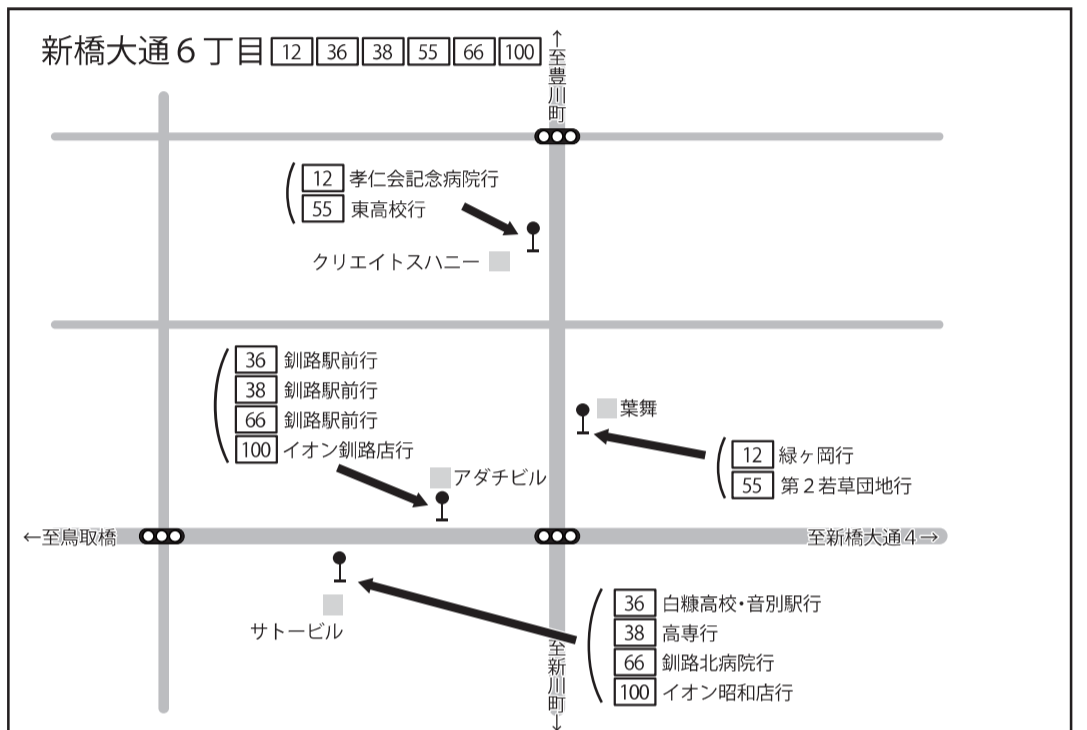 新橋大通6丁目 12 36 38 55 66 100
↑至豊川町
12 孝仁会記念病院行
55 東高校行
クリエイトスハニー
36 釧路駅前行
38 釧路駅前行
66 釧路駅前行
100 イオン釧路店行
葉舞
12 緑ヶ岡行
55 第2若草団地行
アダチビル
←至鳥取橋
至新橋大通4→
サトービル
36 白糠高校・音別駅行
38 高専行
66 釧路北病院行
100 イオン昭和店行
至新川町↓